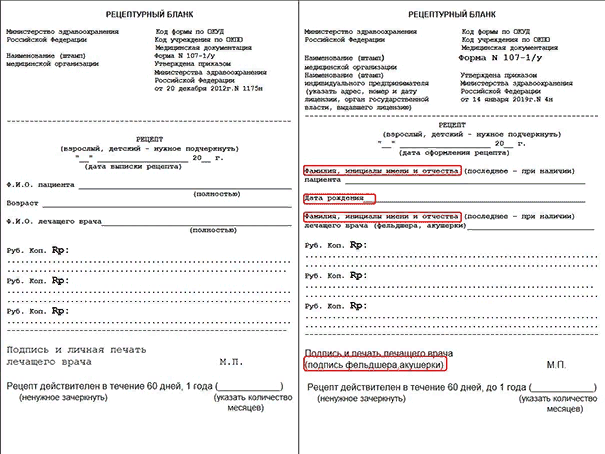 РЕЦЕПТУРНЫЙ БЛАНК
Министерство здравоохранения Код формы по ОКУД
Российской Федерации Код учреждения по ОКПО
Медицинская документация
Наименование (штамп) Форма N 107-1/у
медицинской организации Утверждена приказом
Министерства здравоохранения
Российской Федерации
от 20 декабря 2012г.N 1175н
РЕЦЕПТ
(взрослый, детский - нужное подчеркнуть)
"__" _____________ 20__ г.
(дата выписки рецепта)
Ф.И.О. пациента
(полностью)
Возраст
Ф.И.О. лечащего врача
(полностью)
Руб. Коп. Rp:
Руб. Коп. Rp:
Руб. Коп. Rp:
Подпись и личная печать
лечащего врача М.П.
Рецепт действителен в течение 60 дней, 1 года (__________)
(ненужное зачеркнуть) (указать количество
месяцев)
РЕЦЕПТУРНЫЙ БЛАНК
Министерство здравоохранения Код формы по ОКУД
Российской Федерации Код учреждения по ОКПО
Медицинская документация
Наименование (штамп) Форма N 107-1/у
медицинской организации
Наименование (штамп) Утверждена приказом
индивидуального предпринимателя Министерства здравоохранения
(указать адрес, номер и дату Российской Федерации
лицензии, орган государственной от 14 января 2019г.N 4н
власти, выдавшего лицензию)
РЕЦЕПТ
(взрослый, детский - нужное подчеркнуть)
"__" _____________ 20__ г.
(дата оформления рецепта)
Фамилия, инициалы имени и отчества (последнее - при наличии)
пациента
Дата рождения
Фамилия, инициалы имени и отчества (последнее - при наличии)
лечащего врача (фельдшера, акушерки)
Руб. Коп. Rp:
Руб. Коп. Rp:
Руб. Коп. Rp:
Подпись и печать лечащего врача
(подпись фельдшера,акушерки) М.П.
Рецепт действителен в течение 60 дней, до 1 года (__________)
(ненужное зачеркнуть) (указать количество
месяцев)